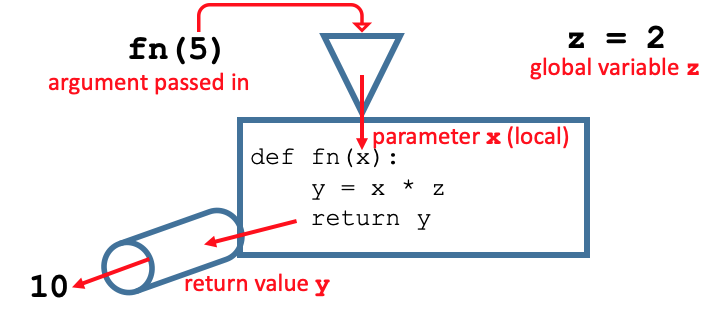 fn(5)
argument passed in
z = 2
global variable z
parameter x (local)
def fn(x):
y = x * z
return y
return value y
10